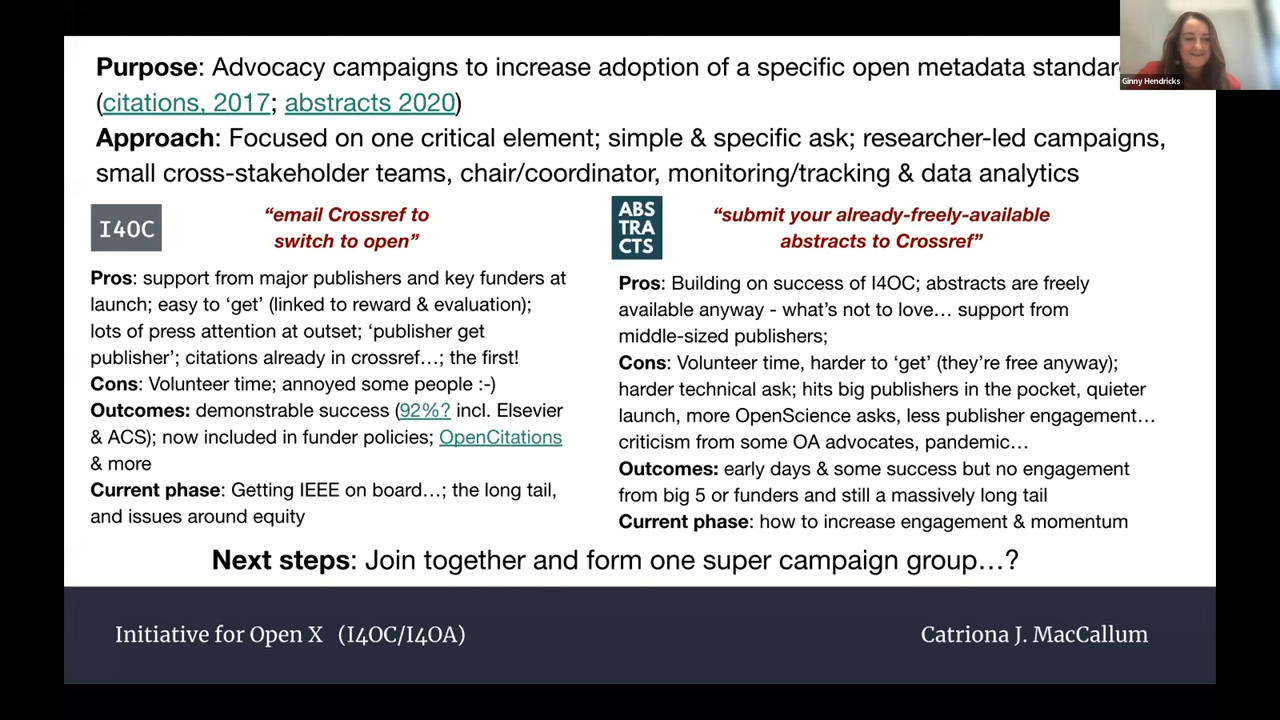 Purpose: Advocacy campaigns to increase adoption of a specific open metadata standar
(citations, 2017; abstracts 2020)
Approach: Focused on one critical element; simple & specific ask; researcher-led campaigns,
small cross-stakeholder teams, chair/coordinator, monitoring/tracking & data analytics
Ginny Hendricks
I4OC
“email Crossref to
switch to open”
Pros: support from major publishers and key funders at
launch; easy to ‘get’ (linked to reward & evaluation);
lots of press attention at outset; ‘publisher get
publisher’; citations already in crossref…; the first!
Cons: Volunteer time; annoyed some people :-)
Outcomes: demonstrable success (92%? incl. Elsevier
& ACS); now included in funder policies; OpenCitations
& more
Current phase: Getting IEEE on board…; the long tail,
and issues around equity
ABS
TRA
CTS
“submit your already-freely-available
abstracts to Crossref”
Pros: Building on success of I4OC; abstracts are freely
available anyway - what’s not to love… support from
middle-sized publishers;
Cons: Volunteer time, harder to ‘get’ (they’re free anyway);
harder technical ask; hits big publishers in the pocket, quieter
launch, more OpenScience asks, less publisher engagement…
criticism from some OA advocates, pandemic…
Outcomes: early days & some success but no engagement
from big 5 or funders and still a massively long tail
Current phase: how to increase engagement & momentum
Next steps: Join together and form one super campaign group…?
Initiative for Open X (I4OC/I4OA)
Catriona J. MacCallum